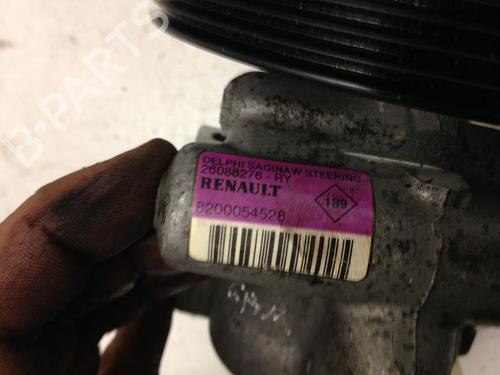 DELPHI SAGINAW STEERING
26088276 - RY
RENAULT
189
8200054528
B-PARTS